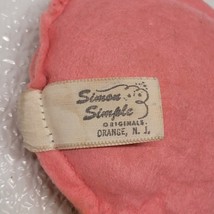 Simon
Simple
ORIGINALS.
ORANGE, N. J.